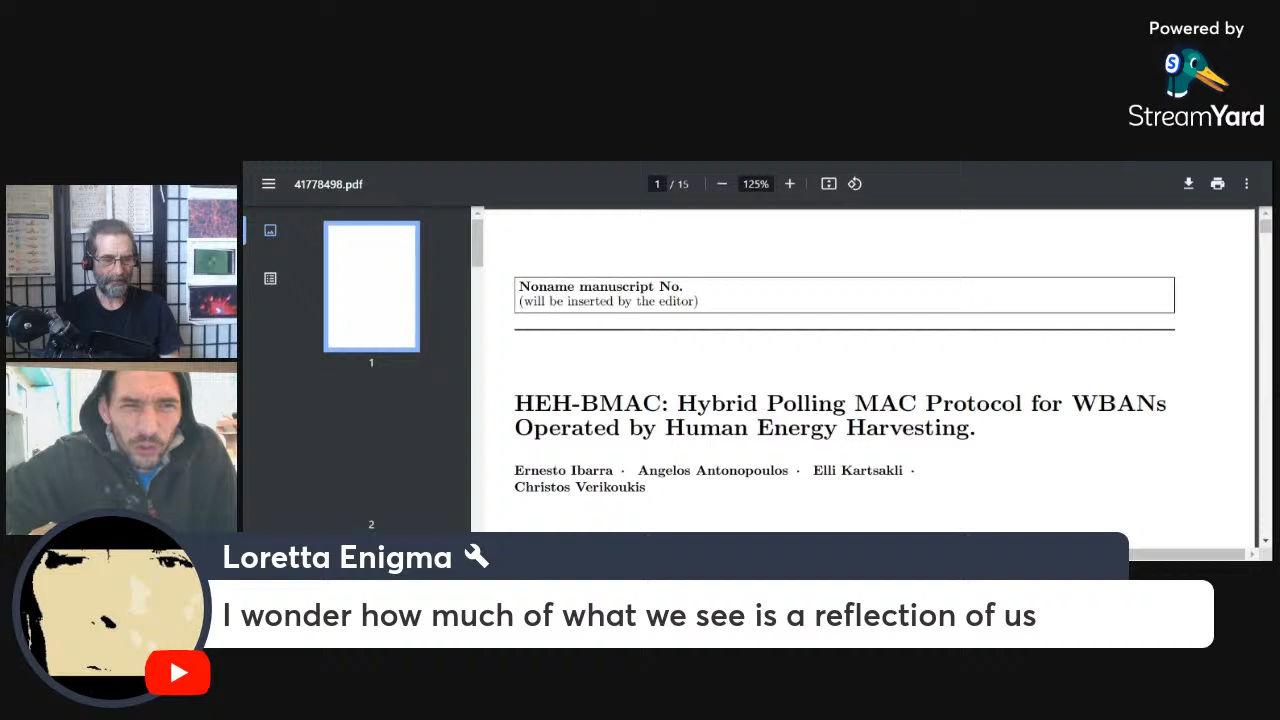 Powered by
S
StreamYard
41778498.pdf
1 / 15
125%
Noname manuscript No.
(will be inserted by the editor)
HEH-BMAC: Hybrid Polling MAC Protocol for WBANs
Operated by Human Energy Harvesting.
Ernesto Ibarra · Angelos Antonopoulos · Elli Kartsakli ·
Christos Verikoukis
1
2
Loretta Enigma
I wonder how much of what we see is a reflection of us